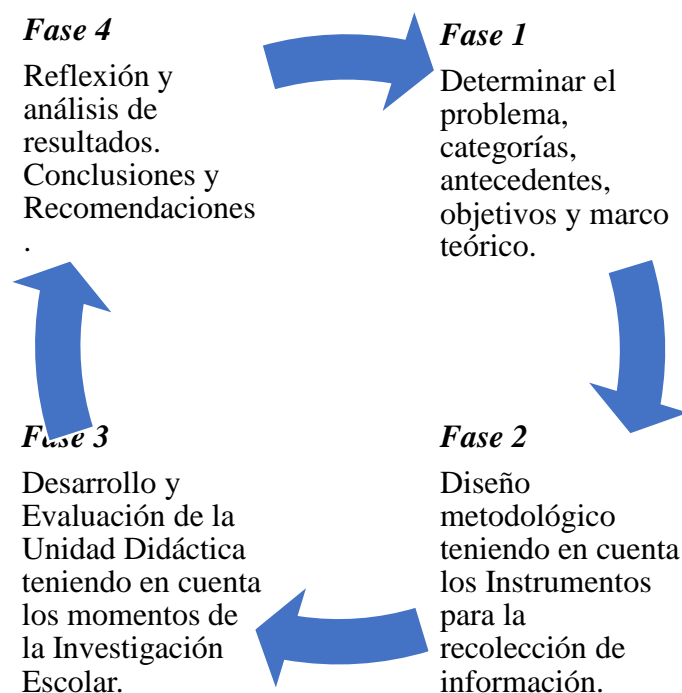 Fase 4
Reflexión y
análisis de
resultados.
Conclusiones y
Recomendaciones
.
Fase 1
Determinar el
problema,
categorías,
antecedentes,
objetivos y marco
teórico.
Fase 3
Desarrollo y
Evaluación de la
Unidad Didáctica
teniendo en cuenta
los momentos de
la Investigación
Escolar.
Fase 2
Diseño
metodológico
teniendo en cuenta
los Instrumentos
para la
recolección de
información.